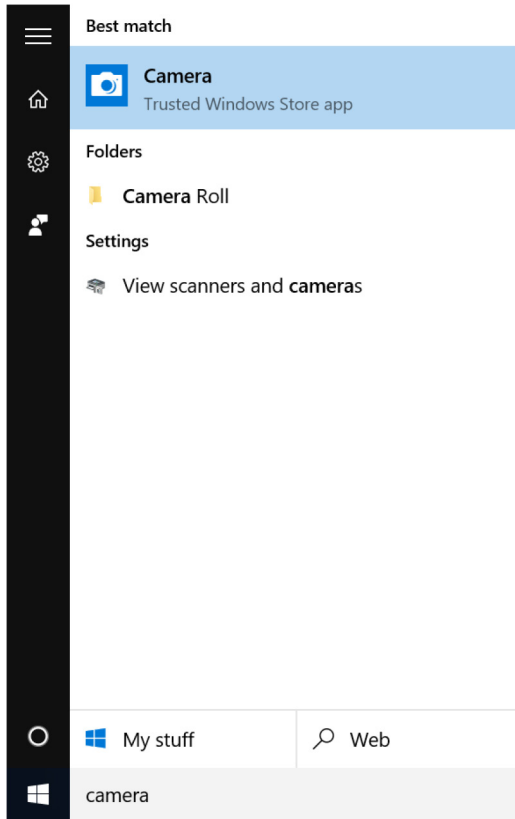 Best match
Camera
Trusted Windows Store app
Folders
Camera Roll
Settings
View scanners and cameras
My stuff
Web
camera